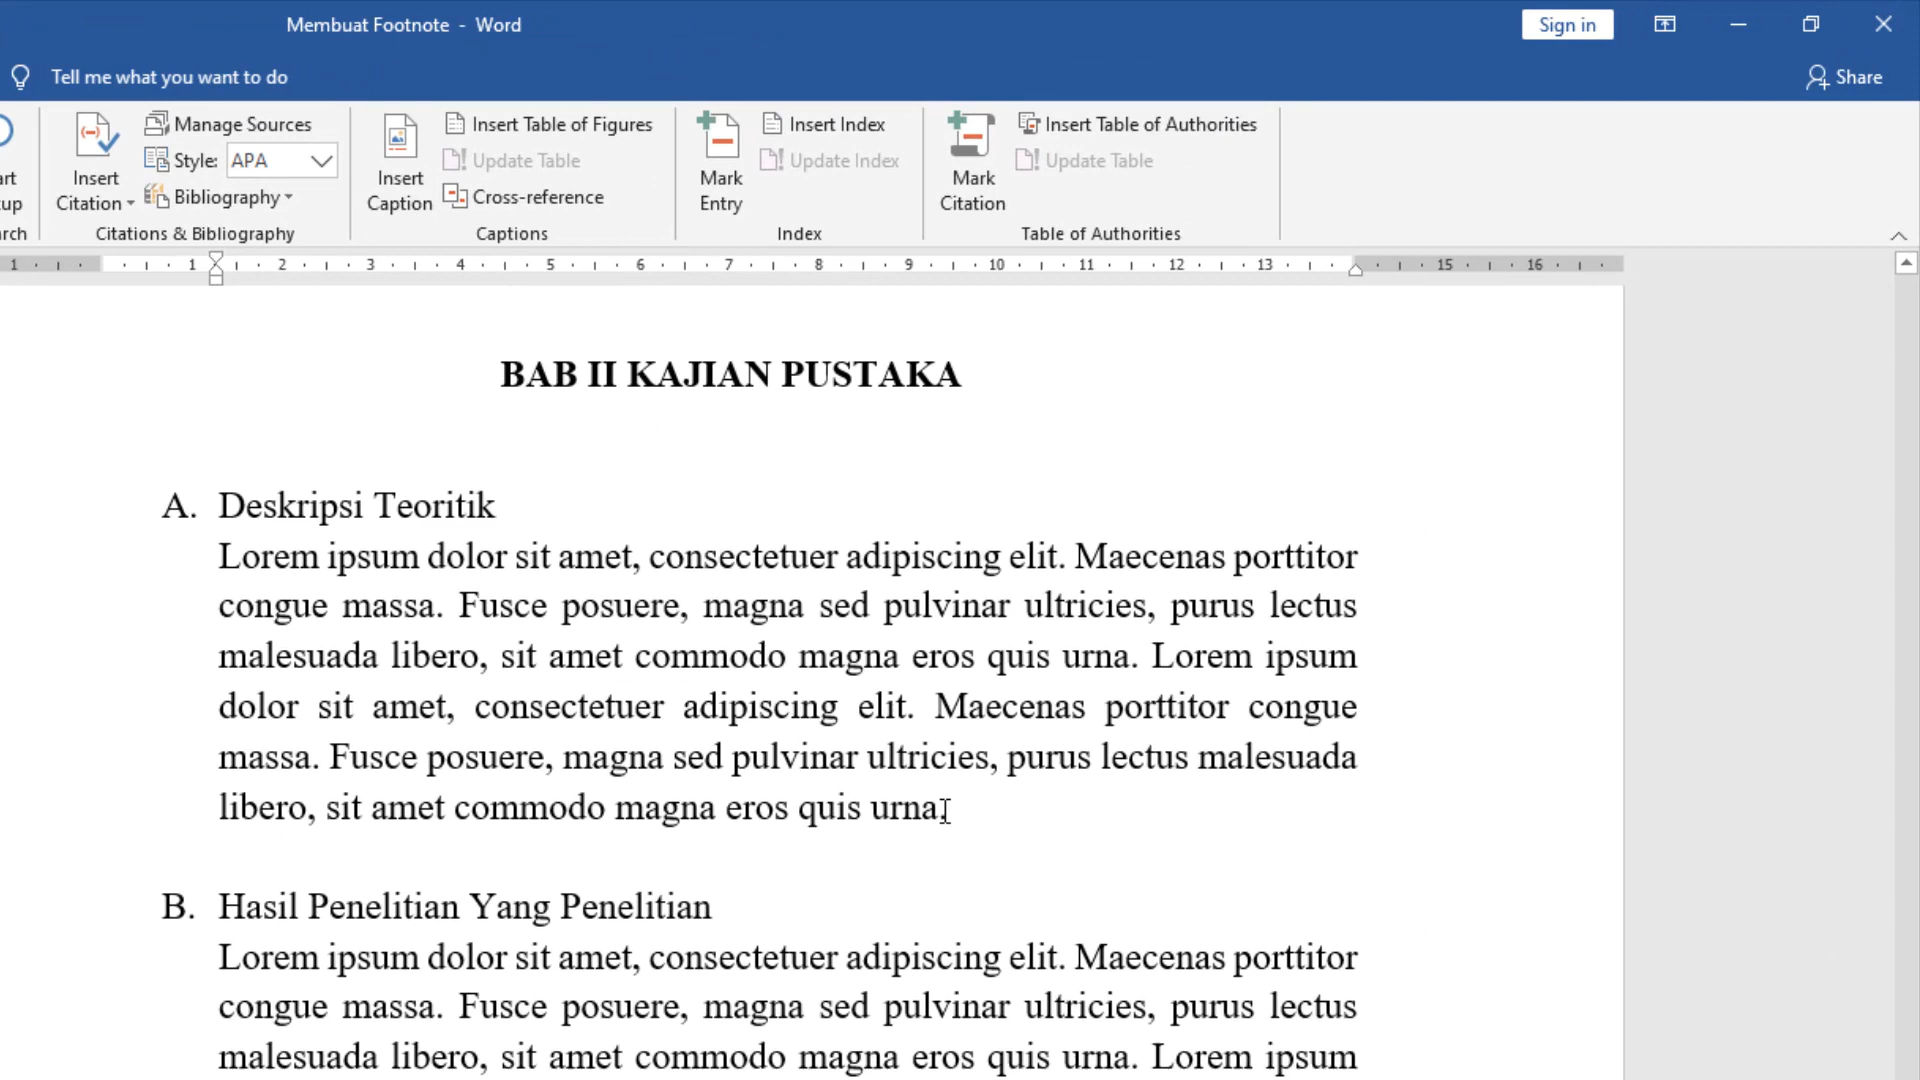 Membuat Footnote - Word
Sign in
Tell me what you want to do
Share
Insert Citation
Manage Sources
Style: APA
Bibliography
Citations & Bibliography
Insert Caption
Insert Table of Figures
Update Table
Cross-reference
Captions
Mark Entry
Insert Index
Update Index
Index
Mark Citation
Insert Table of Authorities
Update Table
Table of Authorities
1 1 2 3 4 5 6 7 8 9 10 11 12 13 15 16
BAB II KAJIAN PUSTAKA
A. Deskripsi Teoritik
Lorem ipsum dolor sit amet, consectetuer adipiscing elit. Maecenas porttitor
congue massa. Fusce posuere, magna sed pulvinar ultricies, purus lectus
malesuada libero, sit amet commodo magna eros quis urna. Lorem ipsum
dolor sit amet, consectetuer adipiscing elit. Maecenas porttitor congue
massa. Fusce posuere, magna sed pulvinar ultricies, purus lectus malesuada
libero, sit amet commodo magna eros quis urna.
B. Hasil Penelitian Yang Penelitian
Lorem ipsum dolor sit amet, consectetuer adipiscing elit. Maecenas porttitor
congue massa. Fusce posuere, magna sed pulvinar ultricies, purus lectus
malesuada libero, sit amet commodo magna eros quis urna. Lorem ipsum